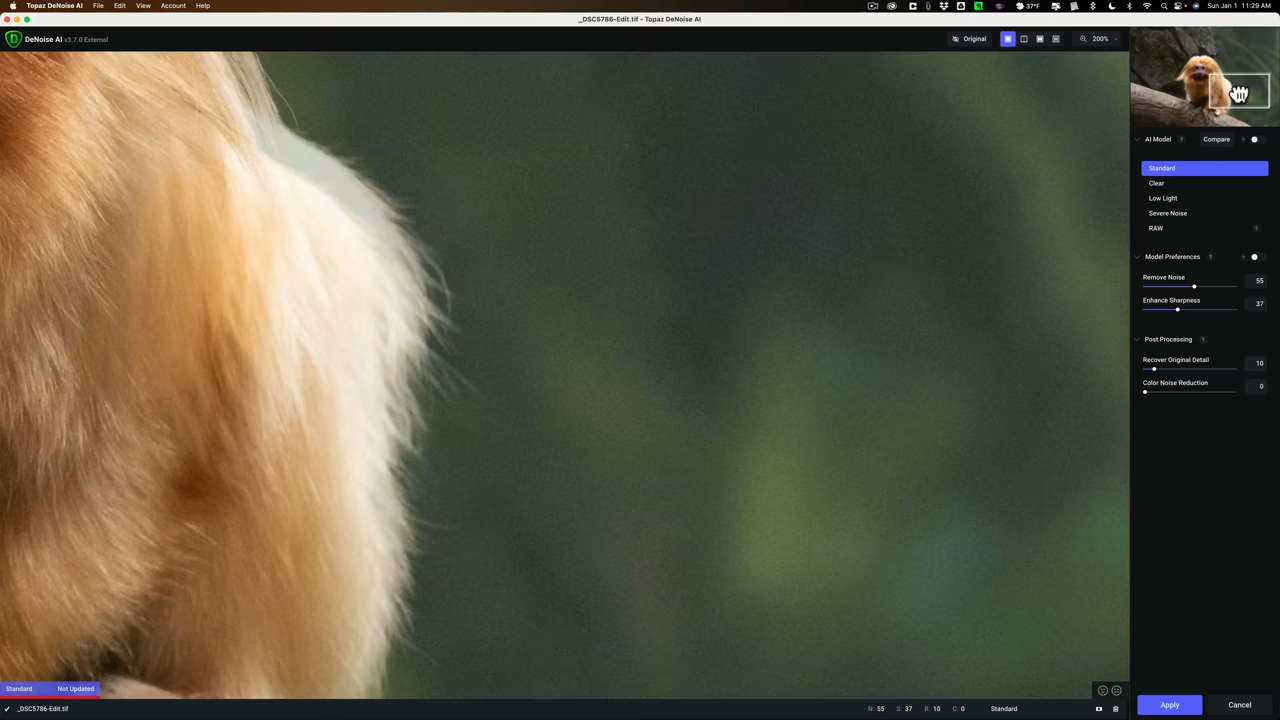 Topaz DeNoise AI File Edit View Account Help 37°F Sun Jan 1 11:29 AM
_DSC5786-Edit.tif - Topaz DeNoise AI
DeNoise AI v3.7.0 External Original 200%
AI Model ? Compare
Standard
Clear
Low Light
Severe Noise
RAW ?
Model Preferences ?
Remove Noise 55
Enhance Sharpness 37
Post Processing ?
Recover Original Detail 10
Color Noise Reduction 0
Standard Not Updated
_DSC5786-Edit.tif N: 55 S: 37 R: 10 C: 0 Standard
Apply Cancel